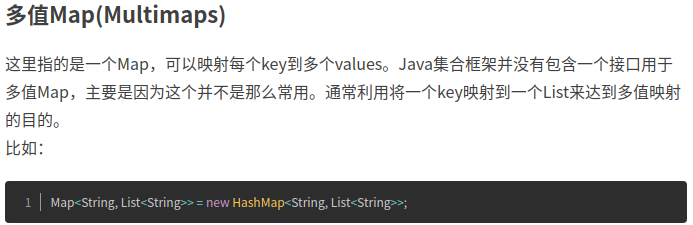 多值Map(Multimaps)
这里指的是一个Map，可以映射每个key到多个values。Java集合框架并没有包含一个接口用于
多值Map，主要是因为这个并不是那么常用。通常利用将一个key映射到一个List来达到多值映射
的目的。
比如：
1 Map<String, List<String>> = new HashMap<String, List<String>>;